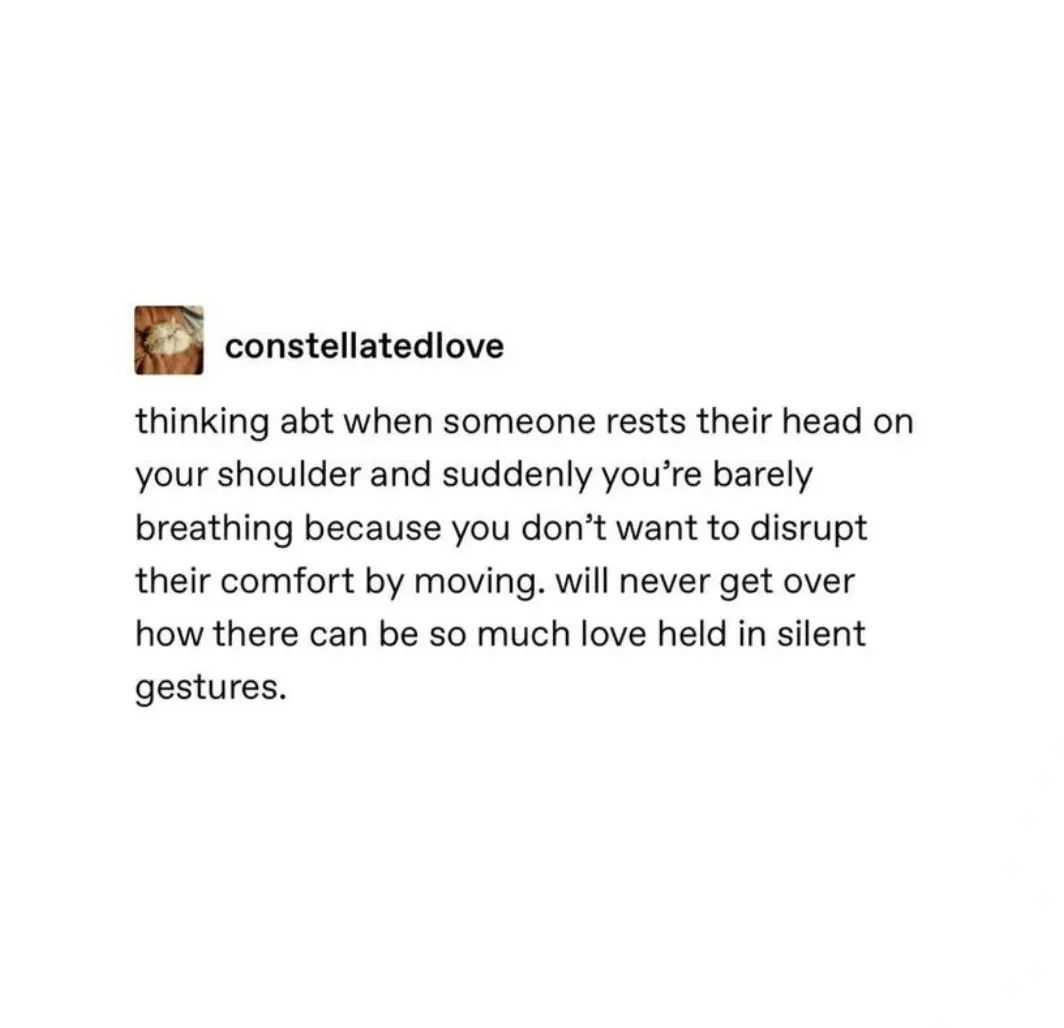 constellatedlove
thinking abt when someone rests their head on
your shoulder and suddenly you’re barely
breathing because you don’t want to disrupt
their comfort by moving. will never get over
how there can be so much love held in silent
gestures.